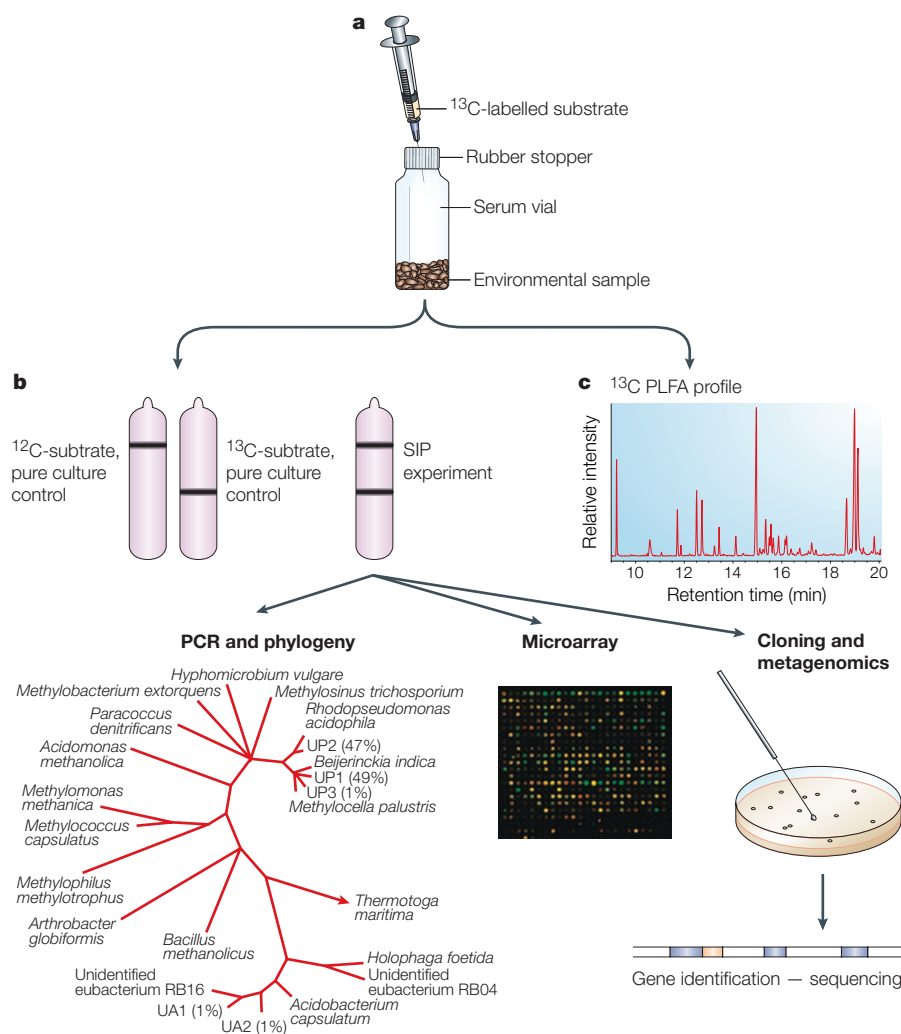 a
13C-labelled substrate
Rubber stopper
Serum vial
Environmental sample
b
12C-subtrate,
pure culture
control
13C-substrate,
pure culture
control
SIP
experiment
c
13C PLFA profile
Relative intensity
10 12 14 16 18 20
Retention time (min)
PCR and phylogeny
Hyphomicrobium vulgare
Methylobacterium extorquens
Methylosinus trichosporium
Paracoccus
denitrificans
Rhodopseudomonas
acidophila
UP2 (47%)
Acidomonas
methanolica
Beijerinckia indica
UP1 (49%)
UP3 (1%)
Methylocella palustris
Methylomonas
methanica
Methylococcus
capsulatus
Methylophilus
methylotrophus
Thermotoga
maritima
Arthrobacter
globiformis
Bacillus
methanolicus
Holophaga foetida
Unidentified
eubacterium RB04
Unidentified
eubacterium RB16
Acidobacterium
capsulatum
UA1 (1%)
UA2 (1%)
Microarray
Cloning and
metagenomics
Gene identification — sequencing